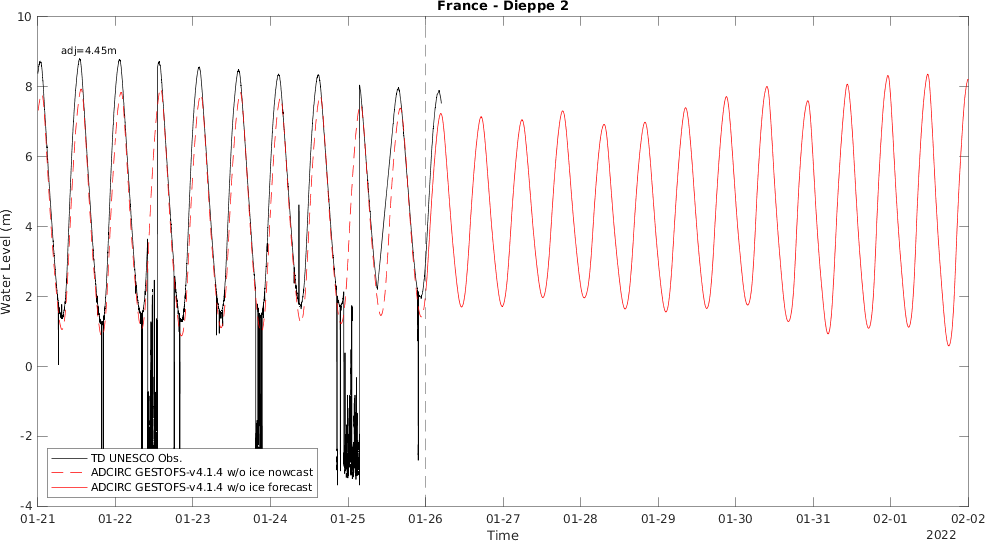 France - Dieppe 2
10
8
6
4
2
0
-2
-4
Water Level (m)
adj=4.45m
TD UNESCO Obs.
ADCIRC GESTOFS-v4.1.4 w/o ice nowcast
ADCIRC GESTOFS-v4.1.4 w/o ice forecast
01-21 01-22 01-23 01-24 01-25 01-26 01-27 01-28 01-29 01-30 01-31 02-01 02-02
Time
2022